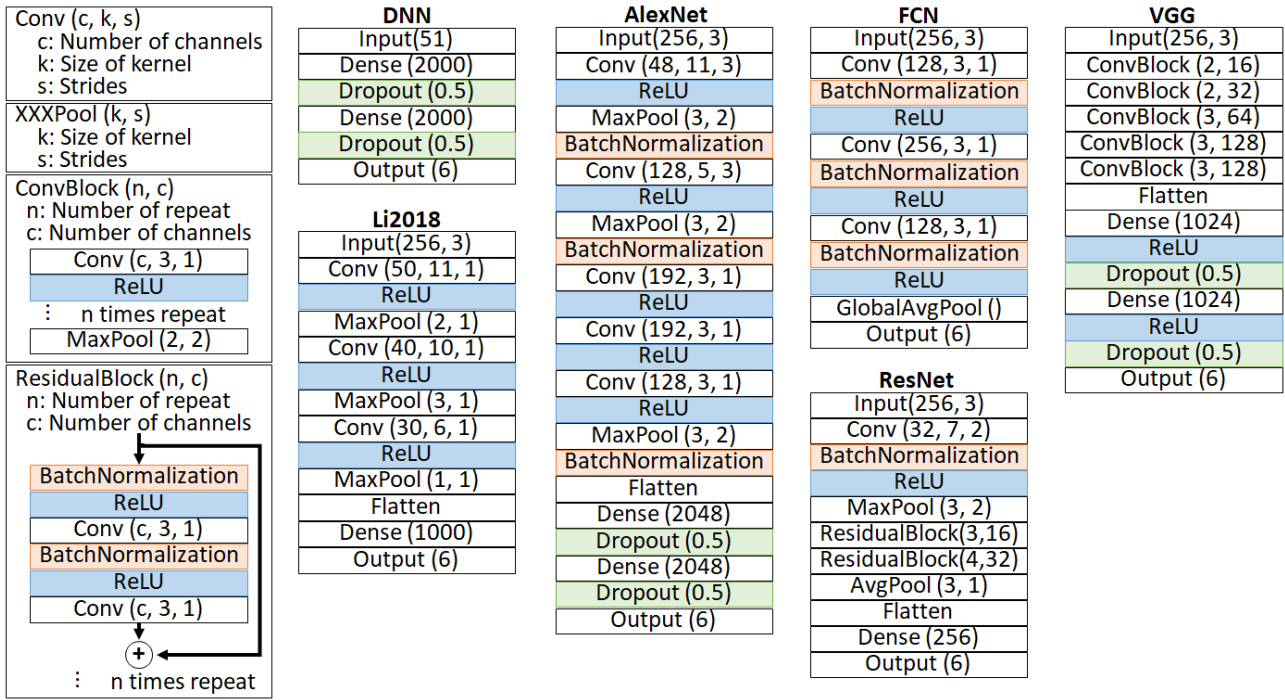 Conv (c, k, s)
c: Number of channels
k: Size of kernel
s: Strides
XXXPool (k, s)
k: Size of kernel
s: Strides
ConvBlock (n, c)
n: Number of repeat
c: Number of channels
Conv (c, 3, 1)
ReLU
⋮ n times repeat
MaxPool (2, 2)
ResidualBlock (n, c)
n: Number of repeat
c: Number of channels
BatchNormalization
ReLU
Conv (c, 3, 1)
BatchNormalization
ReLU
Conv (c, 3, 1)
+
⋮ n times repeat
DNN
Input(51)
Dense (2000)
Dropout (0.5)
Dense (2000)
Dropout (0.5)
Output (6)
Li2018
Input(256, 3)
Conv (50, 11, 1)
ReLU
MaxPool (2, 1)
Conv (40, 10, 1)
ReLU
MaxPool (3, 1)
Conv (30, 6, 1)
ReLU
MaxPool (1, 1)
Flatten
Dense (1000)
Output (6)
AlexNet
Input(256, 3)
Conv (48, 11, 3)
ReLU
MaxPool (3, 2)
BatchNormalization
Conv (128, 5, 3)
ReLU
MaxPool (3, 2)
BatchNormalization
Conv (192, 3, 1)
ReLU
Conv (192, 3, 1)
ReLU
Conv (128, 3, 1)
ReLU
MaxPool (3, 2)
BatchNormalization
Flatten
Dense (2048)
Dropout (0.5)
Dense (2048)
Dropout (0.5)
Output (6)
FCN
Input(256, 3)
Conv (128, 3, 1)
BatchNormalization
ReLU
Conv (256, 3, 1)
BatchNormalization
ReLU
Conv (128, 3, 1)
BatchNormalization
ReLU
GlobalAvgPool ()
Output (6)
ResNet
Input(256, 3)
Conv (32, 7, 2)
BatchNormalization
ReLU
MaxPool (3, 2)
ResidualBlock(3,16)
ResidualBlock(4,32)
AvgPool (3, 1)
Flatten
Dense (256)
Output (6)
VGG
Input(256, 3)
ConvBlock (2, 16)
ConvBlock (2, 32)
ConvBlock (3, 64)
ConvBlock (3, 128)
ConvBlock (3, 128)
Flatten
Dense (1024)
ReLU
Dropout (0.5)
Dense (1024)
ReLU
Dropout (0.5)
Output (6)